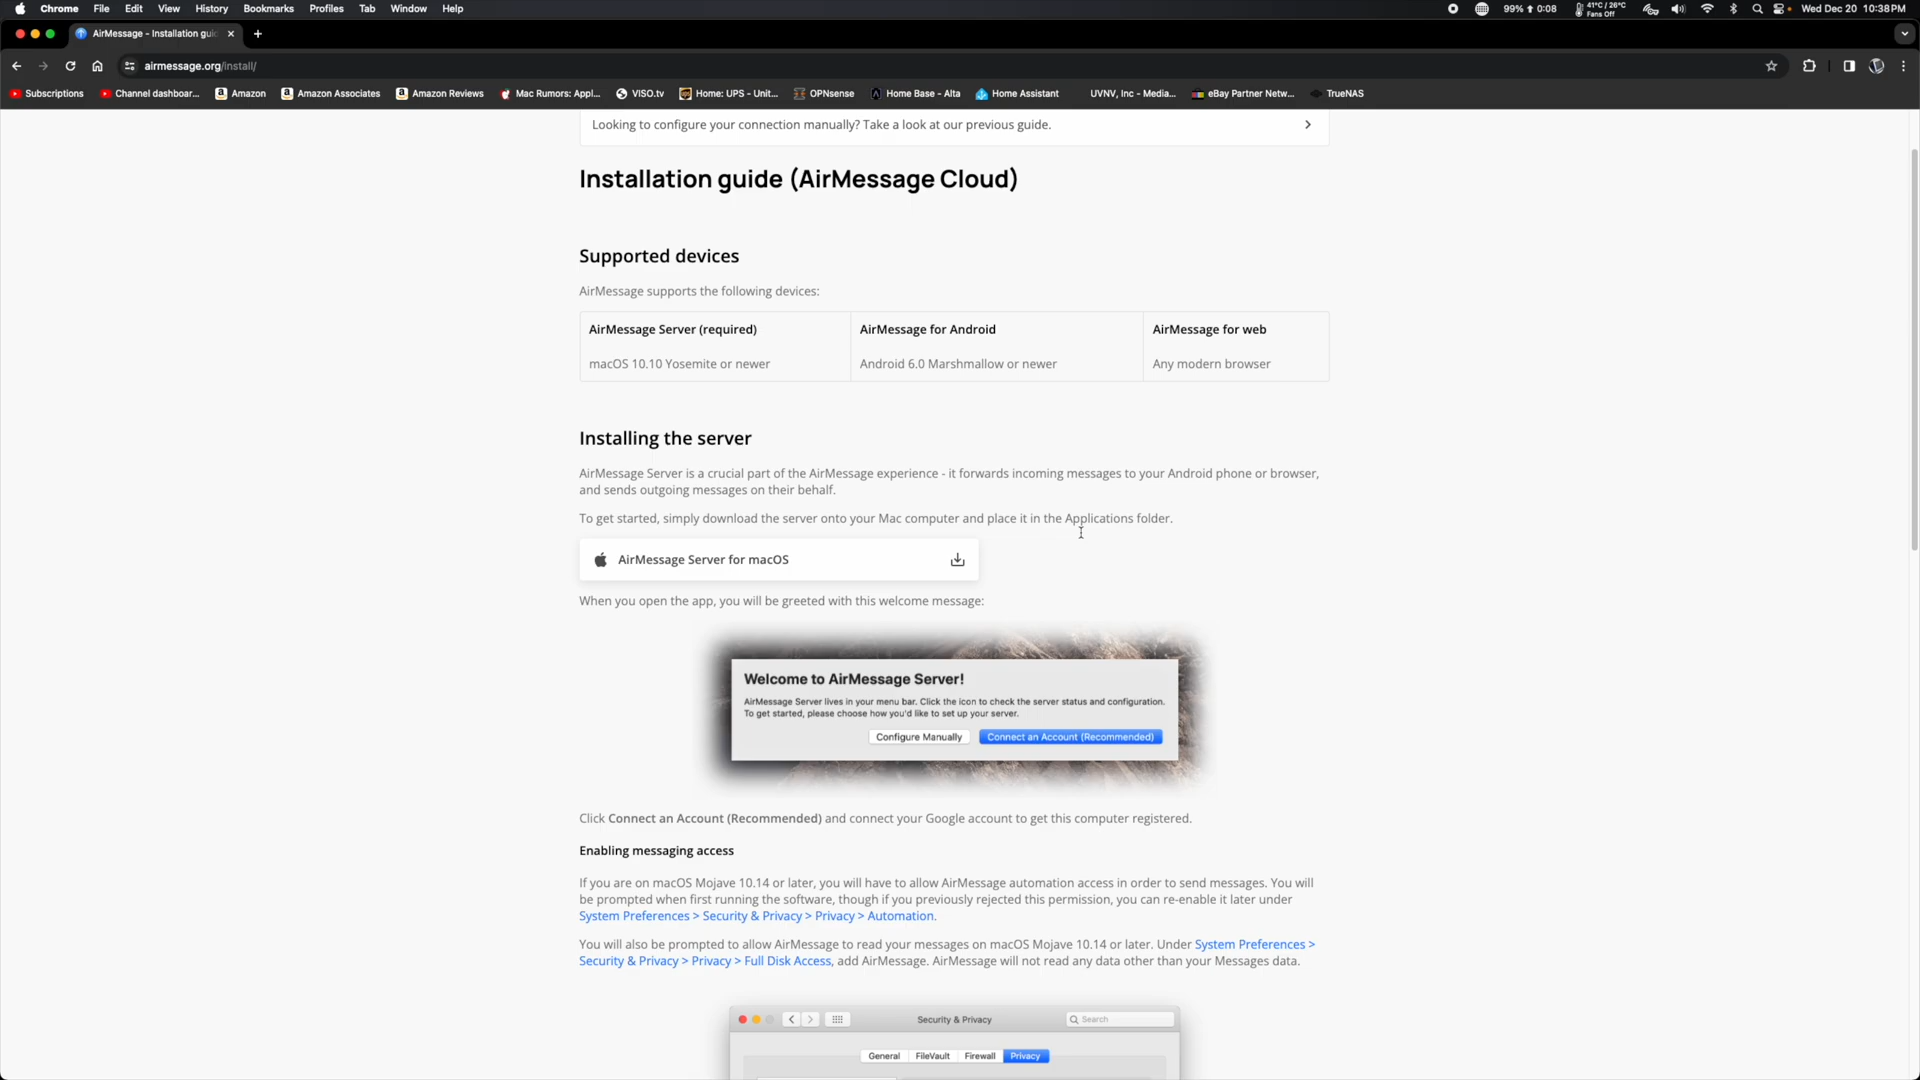 Chrome File Edit View History Bookmarks Profiles Tab Window Help 99% 0:08 41°C / 26°C Fans Off Wed Dec 20 10:38 PM
AirMessage - Installation guid
airmessage.org/install/
Subscriptions Channel dashboar... Amazon Amazon Associates Amazon Reviews Mac Rumors: Appl... VISO.tv Home: UPS - Unit... OPNsense Home Base - Alta Home Assistant UVNV, Inc - Media... eBay Partner Netw... TrueNAS
Looking to configure your connection manually? Take a look at our previous guide.
Installation guide (AirMessage Cloud)
Supported devices
AirMessage supports the following devices:
AirMessage Server (required) AirMessage for Android AirMessage for web
macOS 10.10 Yosemite or newer Android 6.0 Marshmallow or newer Any modern browser
Installing the server
AirMessage Server is a crucial part of the AirMessage experience - it forwards incoming messages to your Android phone or browser,
and sends outgoing messages on their behalf.
To get started, simply download the server onto your Mac computer and place it in the Applications folder.
AirMessage Server for macOS
When you open the app, you will be greeted with this welcome message:
Welcome to AirMessage Server!
AirMessage Server lives in your menu bar. Click the icon to check the server status and configuration.
To get started, please choose how you'd like to set up your server.
Configure Manually Connect an Account (Recommended)
Click Connect an Account (Recommended) and connect your Google account to get this computer registered.
Enabling messaging access
If you are on macOS Mojave 10.14 or later, you will have to allow AirMessage automation access in order to send messages. You will
be prompted when first running the software, though if you previously rejected this permission, you can re-enable it later under
System Preferences > Security & Privacy > Privacy > Automation.
You will also be prompted to allow AirMessage to read your messages on macOS Mojave 10.14 or later. Under System Preferences >
Security & Privacy > Privacy > Full Disk Access, add AirMessage. AirMessage will not read any data other than your Messages data.
Security & Privacy Search
General FileVault Firewall Privacy